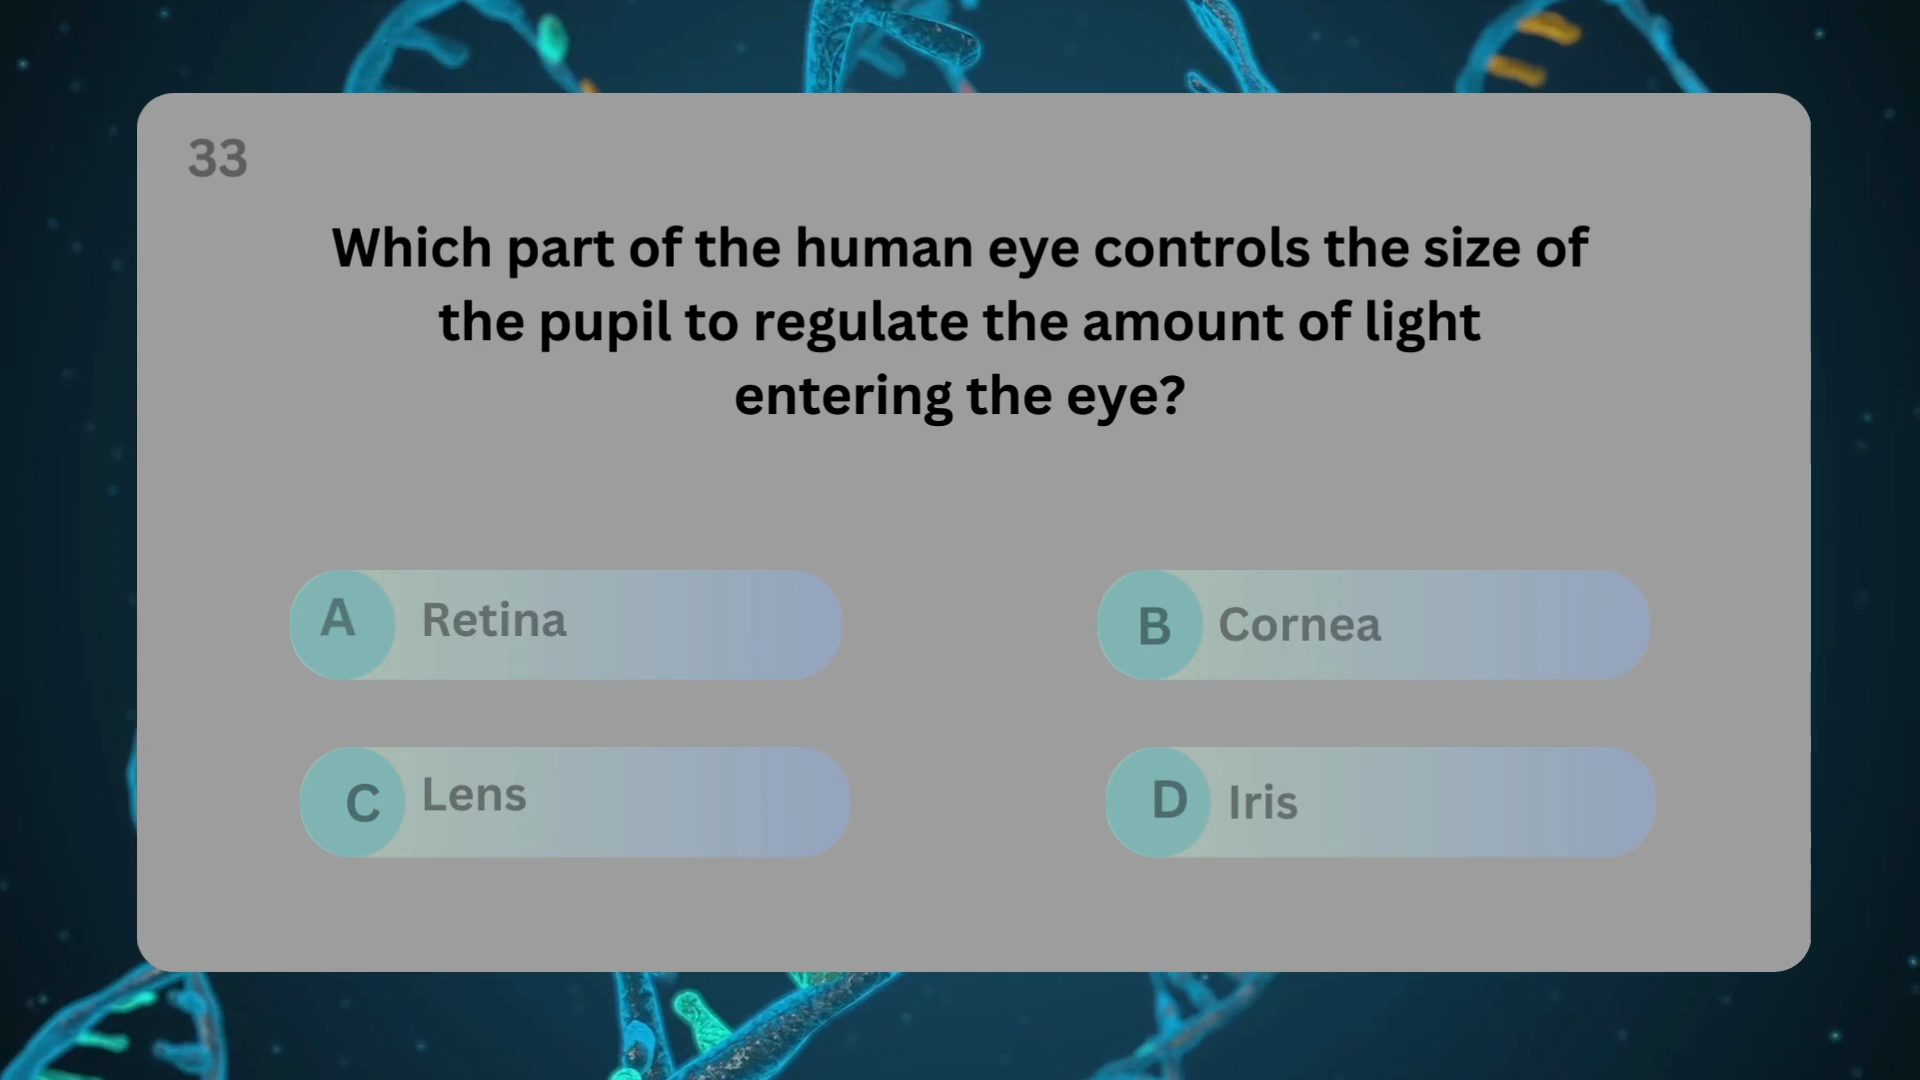 33
Which part of the human eye controls the size of
the pupil to regulate the amount of light
entering the eye?
A Retina
B Cornea
C Lens
D Iris